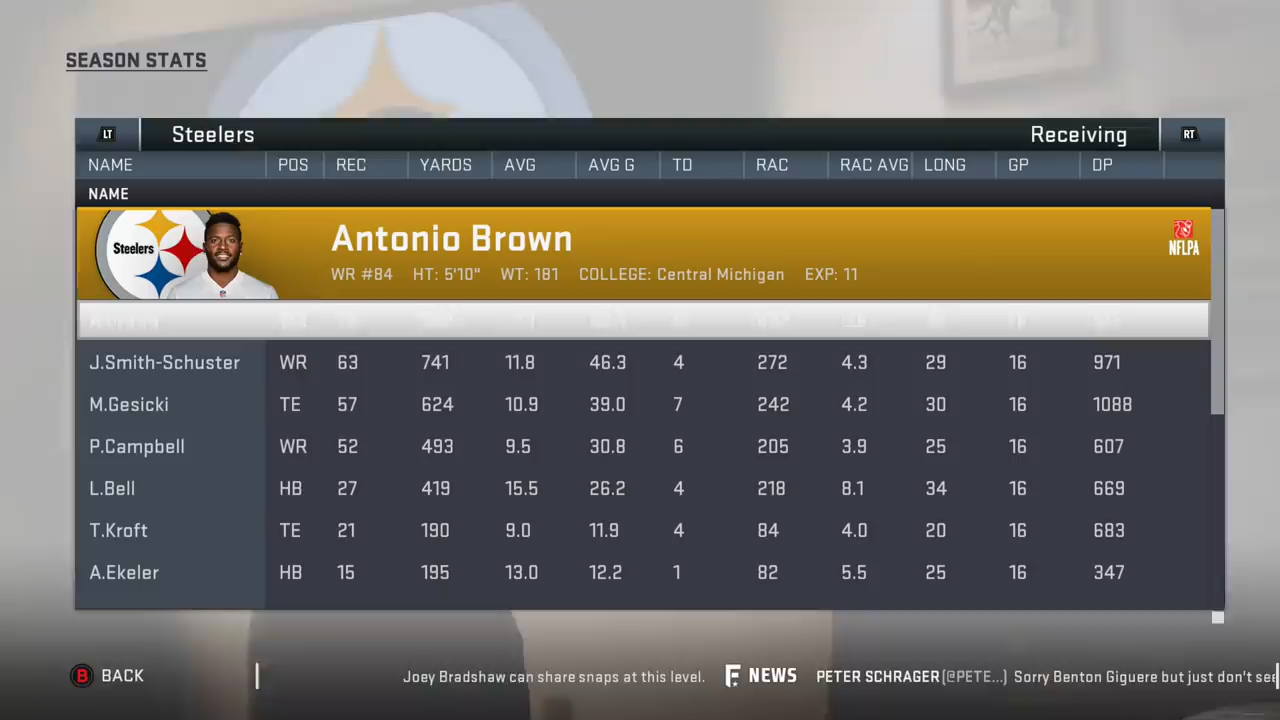 SEASON STATS
LT Steelers Receiving RT
NAME POS REC YARDS AVG AVG G TD RAC RAC AVG LONG GP DP
NAME
Steelers
Antonio Brown
NFLPA
WR #84 HT: 5'10" WT: 181 COLLEGE: Central Michigan EXP: 11
J.Smith-Schuster WR 63 741 11.8 46.3 4 272 4.3 29 16 971
M.Gesicki TE 57 624 10.9 39.0 7 242 4.2 30 16 1088
P.Campbell WR 52 493 9.5 30.8 6 205 3.9 25 16 607
L.Bell HB 27 419 15.5 26.2 4 218 8.1 34 16 669
T.Kroft TE 21 190 9.0 11.9 4 84 4.0 20 16 683
A.Ekeler HB 15 195 13.0 12.2 1 82 5.5 25 16 347
B BACK Joey Bradshaw can share snaps at this level. F NEWS PETER SCHRAGER (@PETE...) Sorry Benton Giguere but just don't see